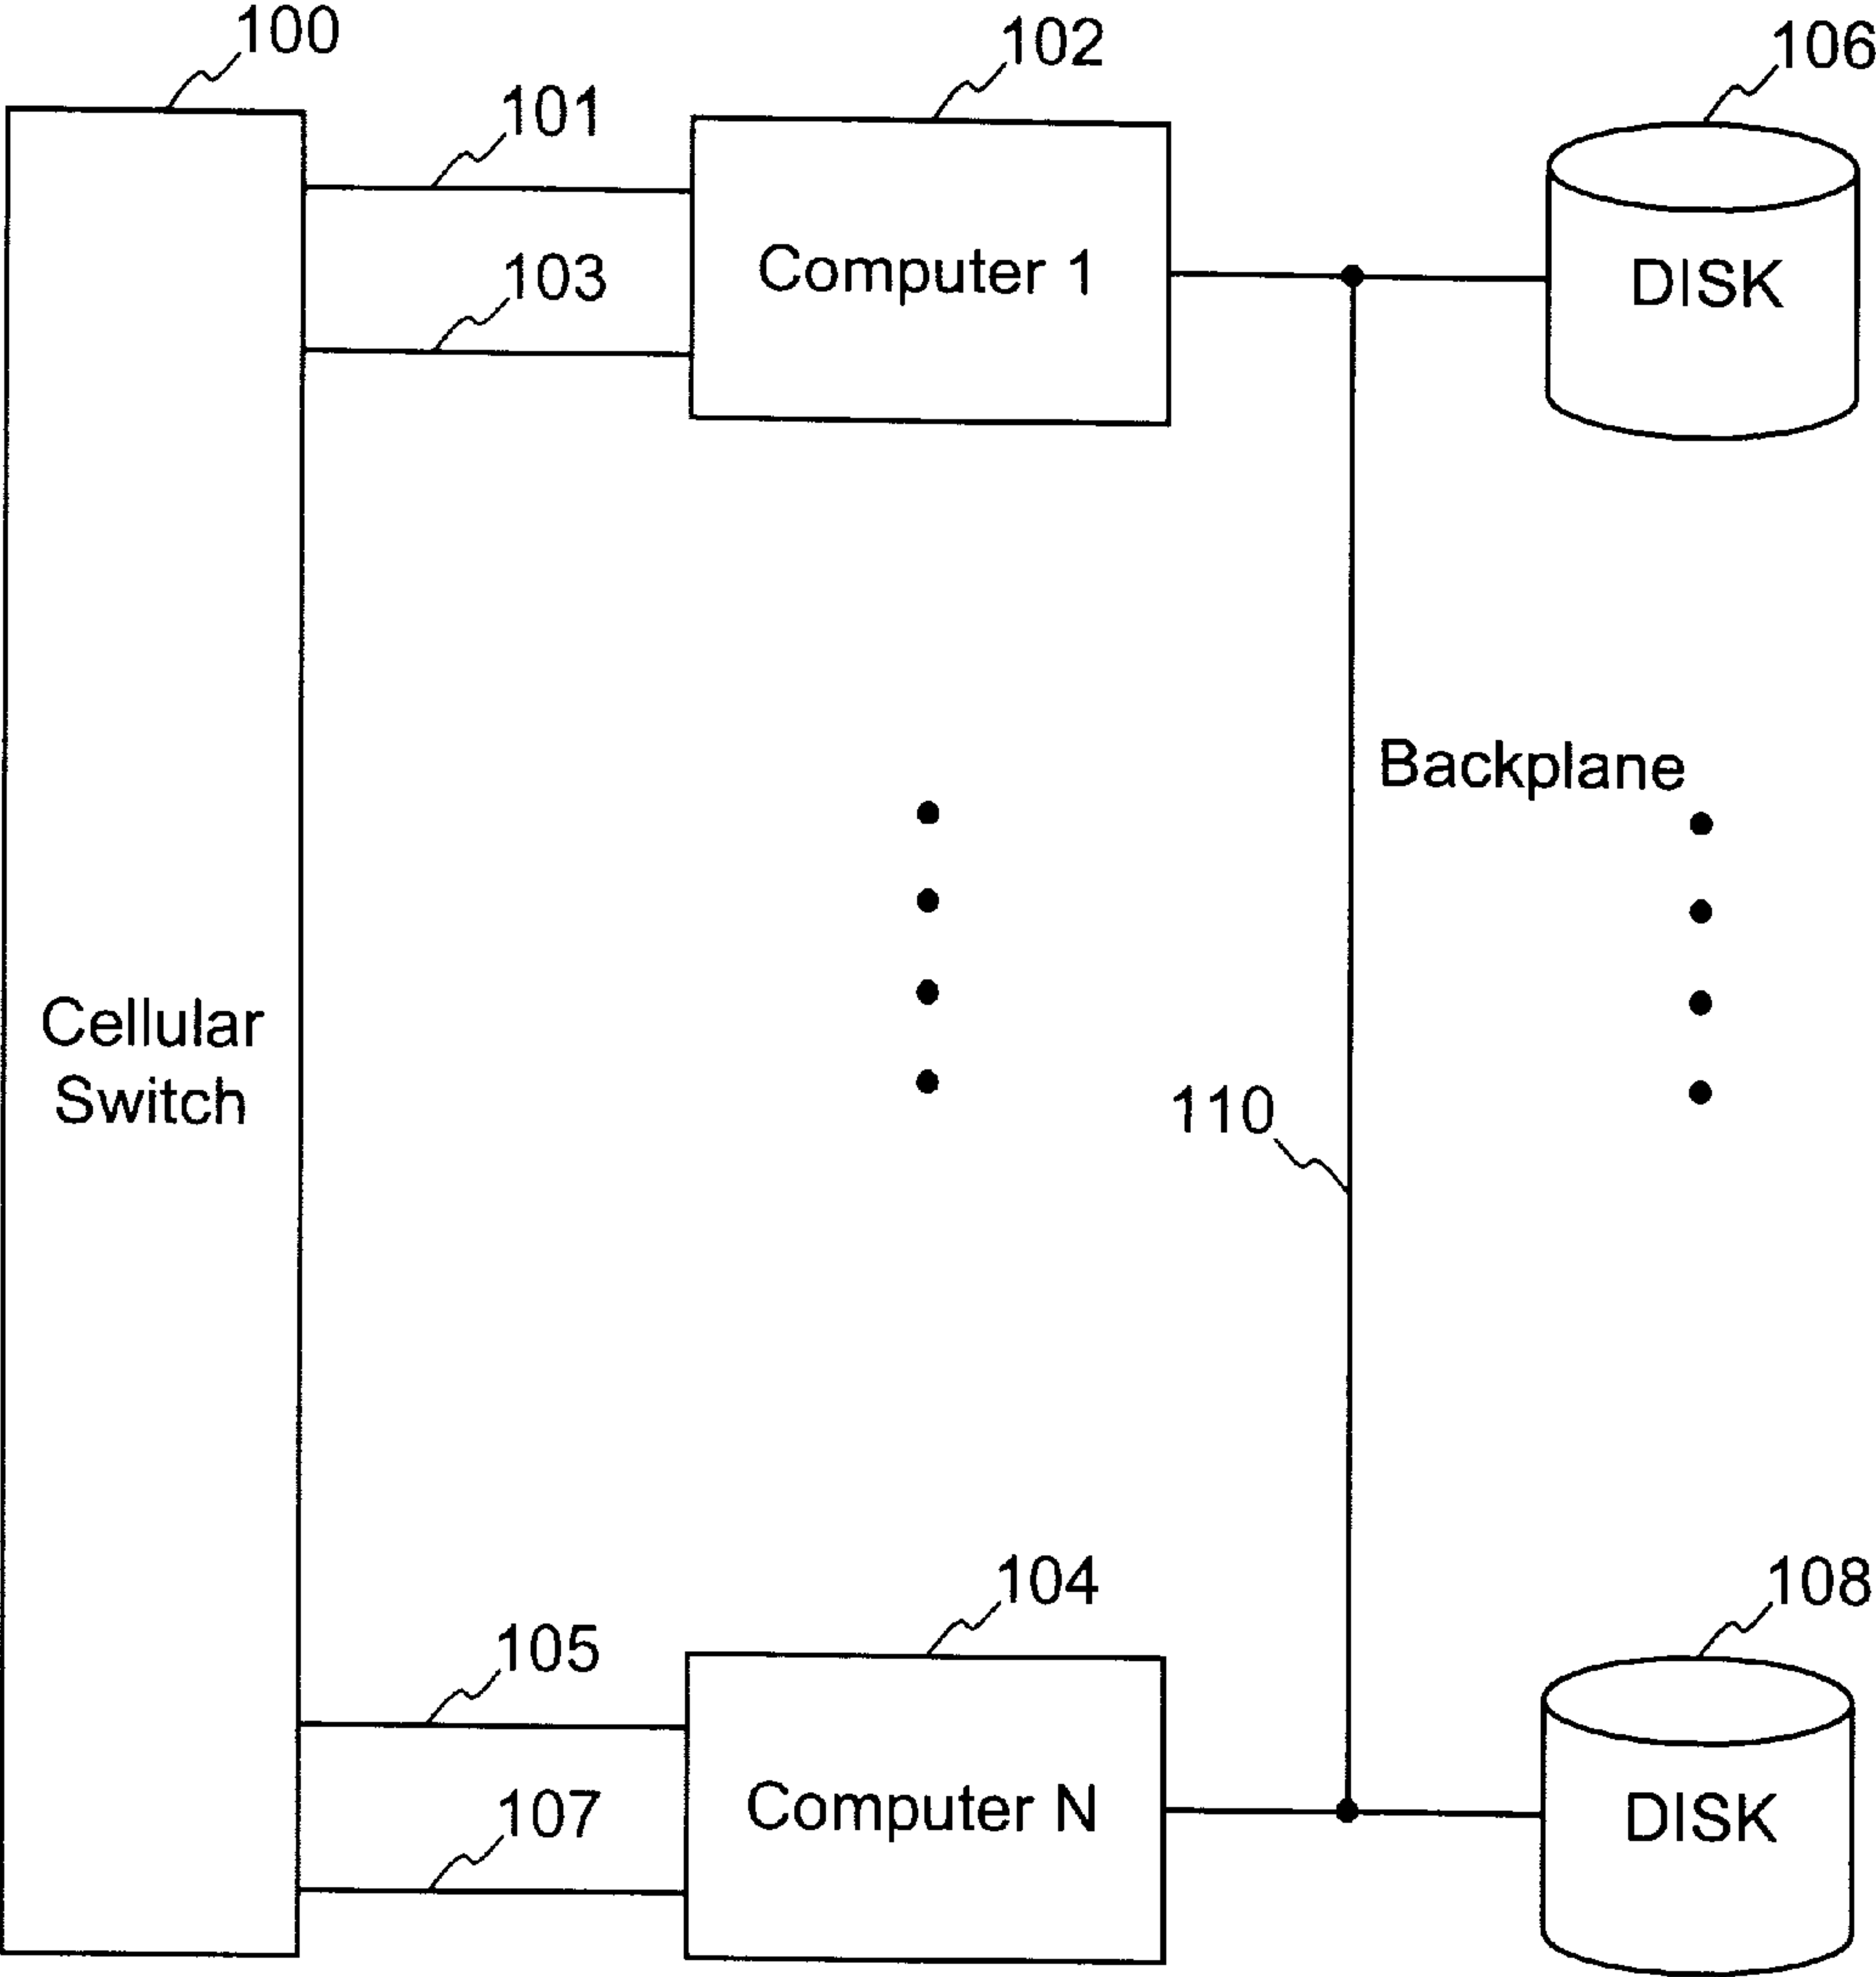 100
102
106
101
103
Computer 1
DISK
Backplane
Cellular
Switch
110
104
108
105
107
Computer N
DISK